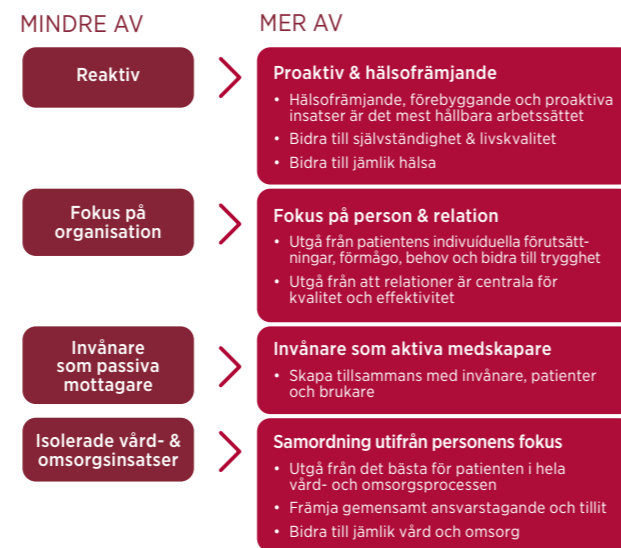 MINDRE AV
MER AV
Reaktiv
Proaktiv & hälsofrämjande
• Hälsofrämjande, förebyggande och proaktiva
insatser är det mest hållbara arbetssättet
• Bidra till självständighet & livskvalitet
• Bidra till jämlik hälsa
Fokus på
organisation
Fokus på person & relation
• Utgå från patientens indivuíduella förutsätt-
ningar, förmågo, behov och bidra till trygghet
• Utgå från att relationer är centrala för
kvalitet och effektivitet
Invånare
som passiva
mottagare
Invånare som aktiva medskapare
• Skapa tillsammans med invånare, patienter
och brukare
Isolerade vård- &
omsorgsinsatser
Samordning utifrån personens fokus
• Utgå från det bästa för patienten i hela
vård- och omsorgsprocessen
• Främja gemensamt ansvarstagande och tillit
• Bidra till jämlik vård och omsorg